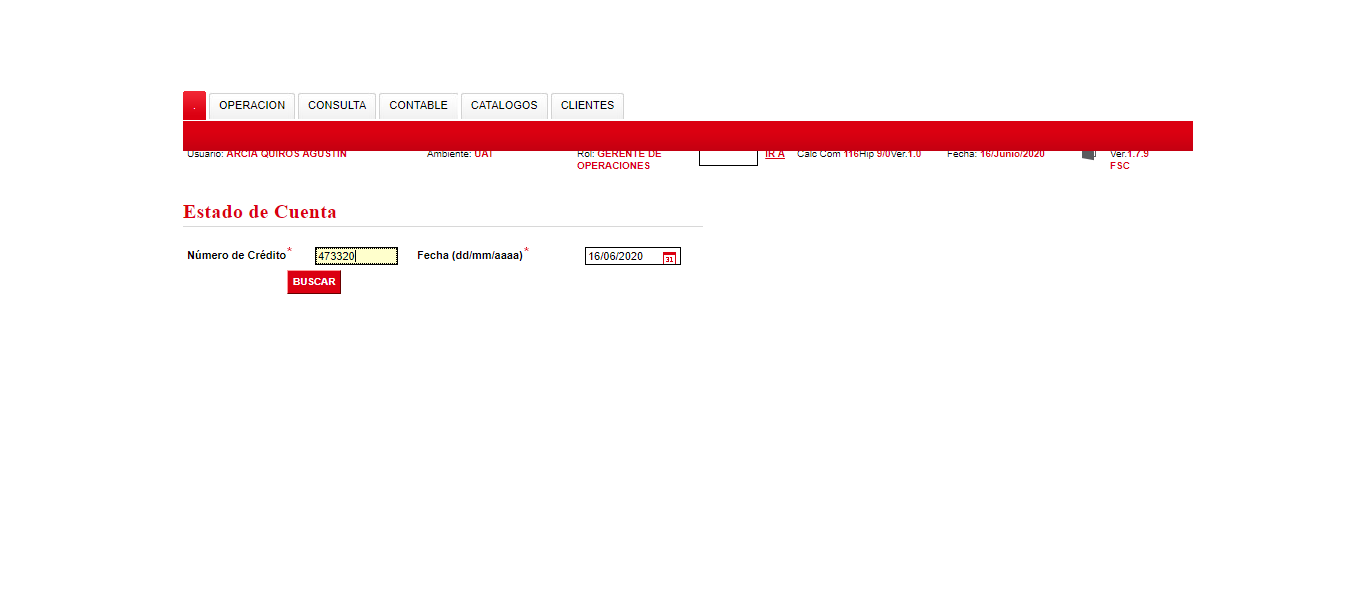 . OPERACION CONSULTA CONTABLE CATALOGOS CLIENTES
Usuario: ARCIA QUIROS AGUSTIN Ambiente: UAT Rol: GERENTE DE IR A Calc Com 116Hip 9/0Ver.1.0 Fecha: 16/Junio/2020 Ver.1.7.9
OPERACIONES FSC
Estado de Cuenta
Número de Crédito* 473320 Fecha (dd/mm/aaaa)* 16/06/2020 31
BUSCAR